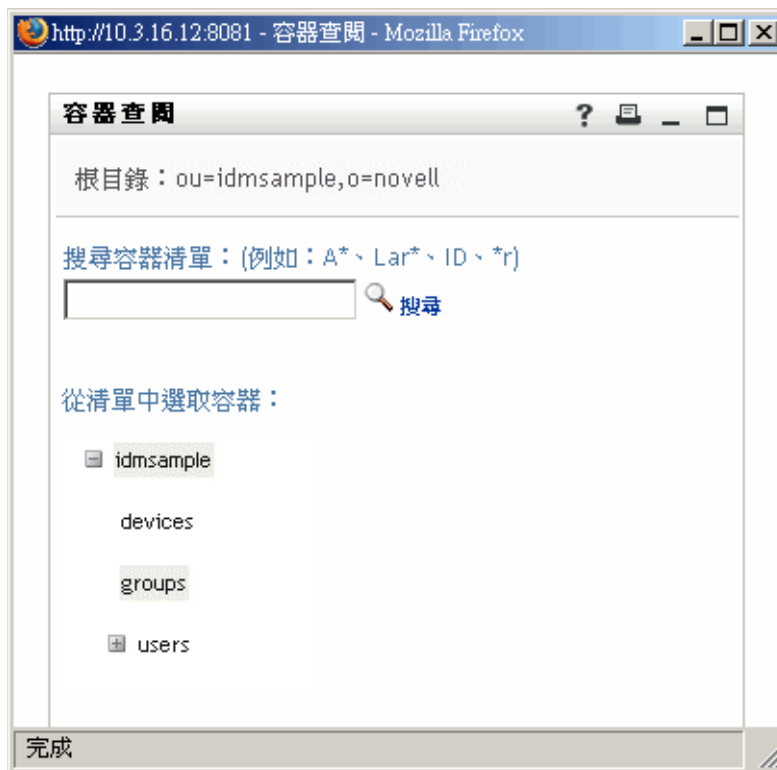 http://10.3.16.12:8081 - 容器查閱 - Mozilla Firefox
容器查閱
根目錄：ou=idmsample,o=novell
搜尋容器清單：(例如：A*、Lar*、ID、*r)
搜尋
從清單中選取容器：
idmsample
devices
groups
users
完成